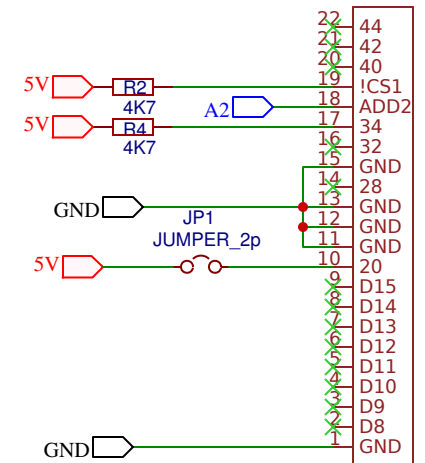 22 44
21 42
20 40
5V R2 19 !CS1
4K7
A2 18 ADD2
5V R4 17 34
4K7
16 32
15 GND
14 28
GND 13 GND
JP1 12 GND
JUMPER_2p 11 GND
5V 10 20
9 D15
8 D14
7 D13
6 D12
5 D11
4 D10
3 D9
2 D8
GND 1 GND